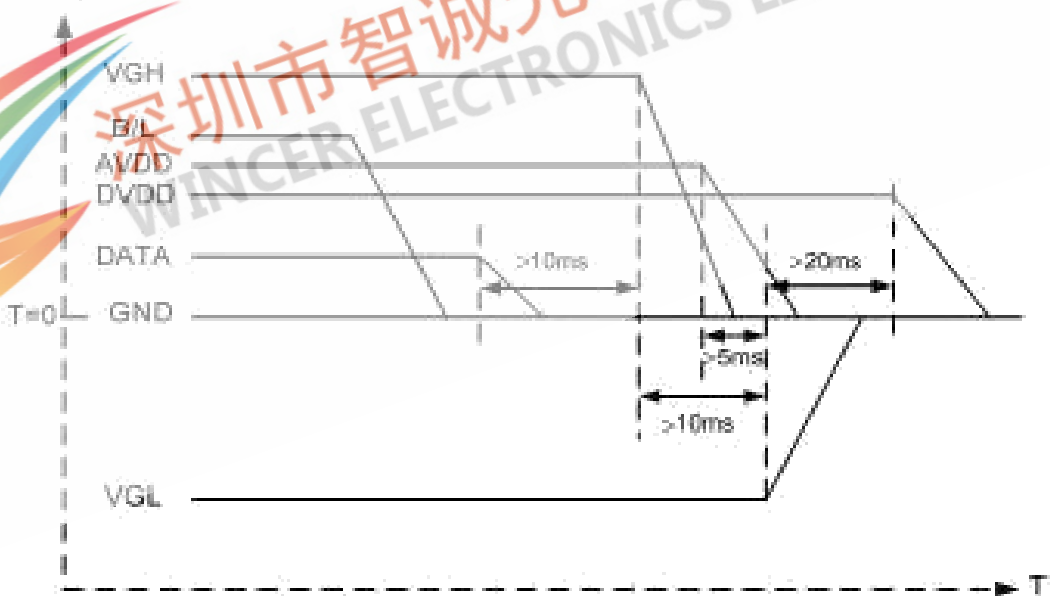 深圳市智诚光
WINCER ELECTRONICS
VGH
B/L
AVDD
DVDD
DATA
>10ms
>20ms
T=0
GND
>5ms
>10ms
VGL
T